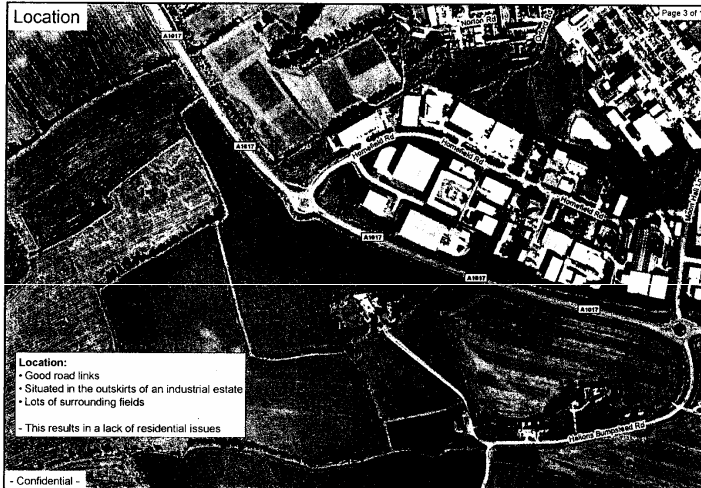 Location
Page 3 of 1
A1017
Norton Rd
A1017
Homefield Rd
Homefield Rd
Homefield Rd
A1017
A1017
A1017
Location:
• Good road links
• Situated in the outskirts of an industrial estate
• Lots of surrounding fields
- This results in a lack of residential issues
Helions Bumpstead Rd
- Confidential -